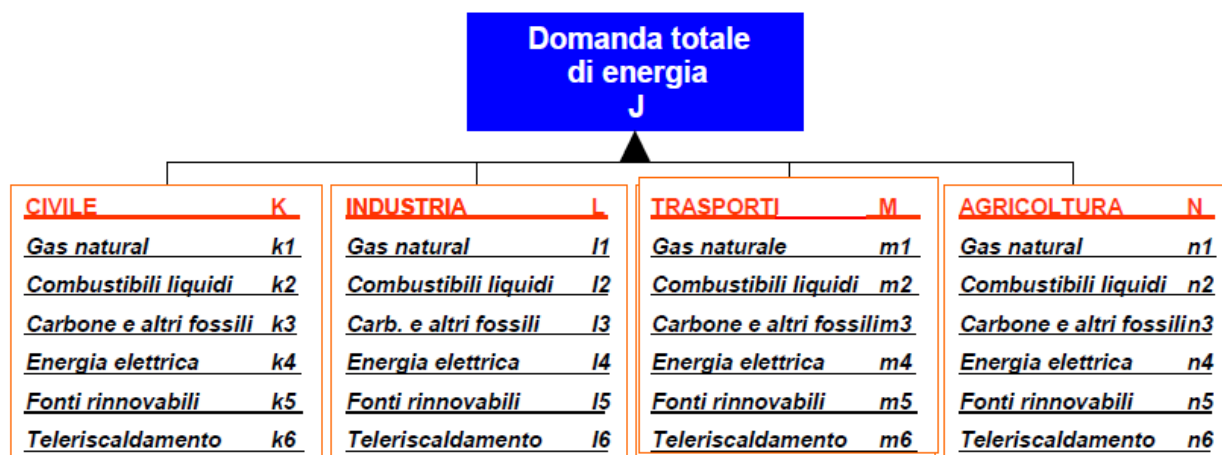 Domanda totale
di energia
J
CIVILE K
Gas natural k1
Combustibili liquidi k2
Carbone e altri fossili k3
Energia elettrica k4
Fonti rinnovabili k5
Teleriscaldamento k6
INDUSTRIA L
Gas natural l1
Combustibili liquidi l2
Carb. e altri fossili l3
Energia elettrica l4
Fonti rinnovabili l5
Teleriscaldamento l6
TRASPORTI M
Gas naturale m1
Combustibili liquidi m2
Carbone e altri fossili m3
Energia elettrica m4
Fonti rinnovabili m5
Teleriscaldamento m6
AGRICOLTURA N
Gas natural n1
Combustibili liquidi n2
Carbone e altri fossili n3
Energia elettrica n4
Fonti rinnovabili n5
Teleriscaldamento n6